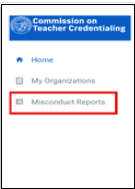 Commission on
Teacher Credentialing
Home
My Organizations
Misconduct Reports